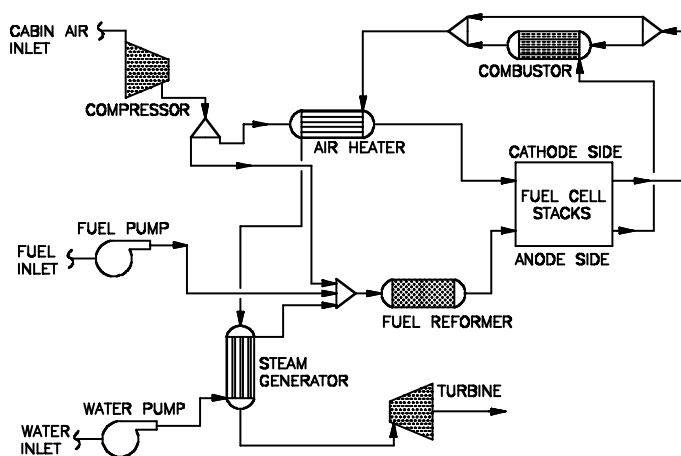 CABIN AIR
INLET
COMPRESSOR
COMBUSTOR
AIR HEATER
CATHODE SIDE
FUEL CELL
STACKS
ANODE SIDE
FUEL PUMP
FUEL
INLET
FUEL REFORMER
STEAM
GENERATOR
TURBINE
WATER PUMP
WATER
INLET